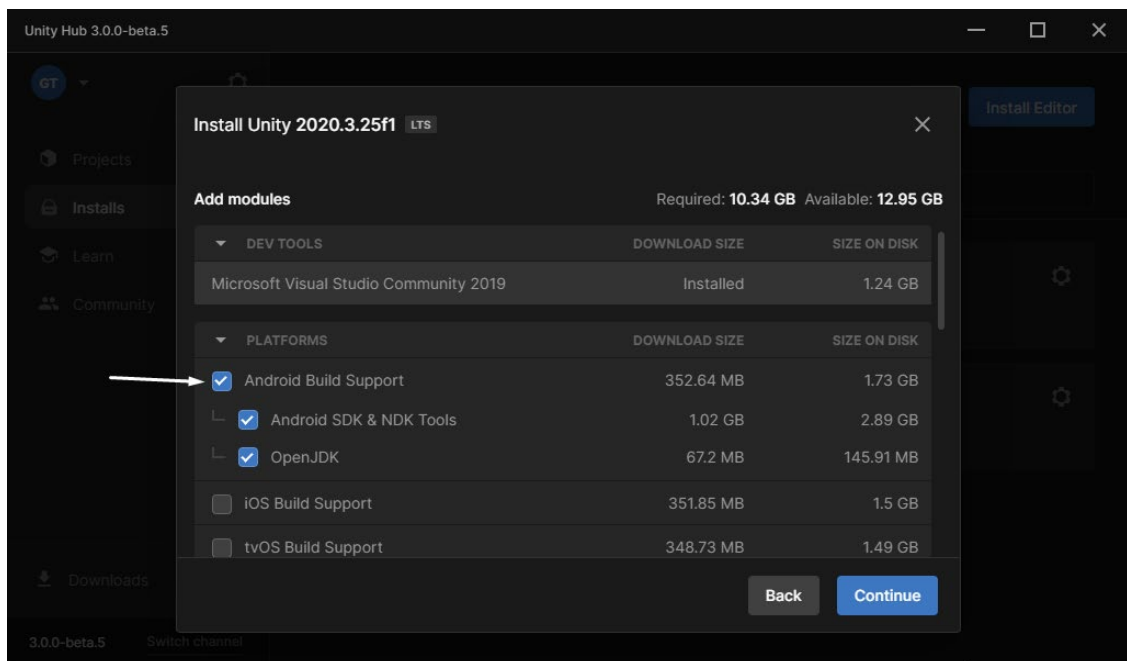 Unity Hub 3.0.0-beta.5
GT
Install Editor
Install Unity 2020.3.25f1 LTS
Projects
Installs
Learn
Community
Add modules Required: 10.34 GB Available: 12.95 GB
DEV TOOLS DOWNLOAD SIZE SIZE ON DISK
Microsoft Visual Studio Community 2019 Installed 1.24 GB
PLATFORMS DOWNLOAD SIZE SIZE ON DISK
Android Build Support 352.64 MB 1.73 GB
Android SDK & NDK Tools 1.02 GB 2.89 GB
OpenJDK 67.2 MB 145.91 MB
iOS Build Support 351.85 MB 1.5 GB
tvOS Build Support 348.73 MB 1.49 GB
Downloads
Back Continue
3.0.0-beta.5 Switch channel